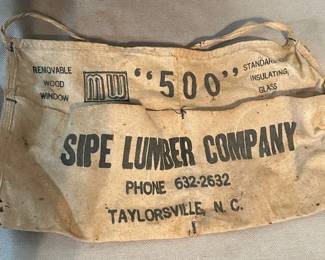 REMOVABLE
WOOD
WINDOW
MW
"500"
STANDARD
INSULATING
GLASS
SIPE LUMBER COMPANY
PHONE 632-2632
TAYLORSVILLE, N.C.